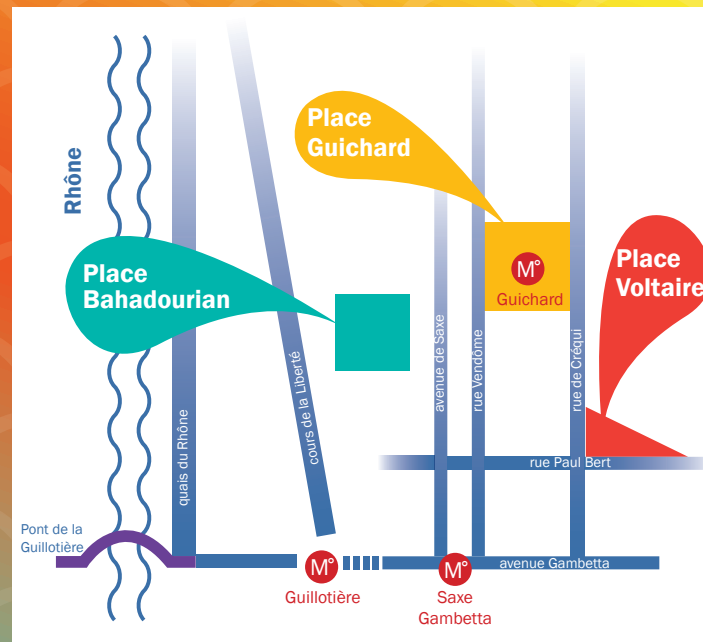 Place
Guichard
Rhône
Place
Bahadourian
M°
Guichard
Place
Voltaire
quais du Rhône
cours de la Liberté
avenue de Saxe
rue Vendôme
rue de Créqui
rue Paul Bert
Pont de la
Guillotière
avenue Gambetta
M°
Guillotière
M°
Saxe
Gambetta